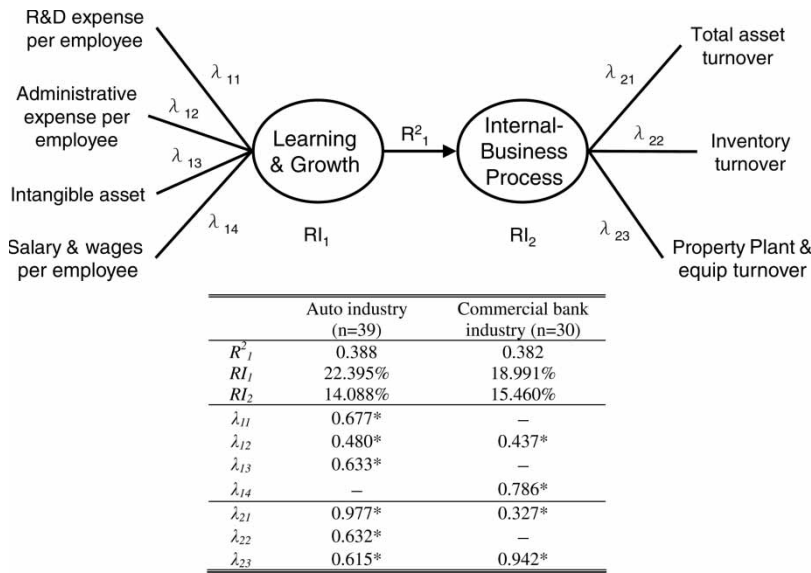 R&D expense
per employee
λ 11
Administrative
expense per
employee
λ 12
λ 13
Intangible asset
λ 14
Salary & wages
per employee
Learning
& Growth
RI1
R²1
Internal-
Business
Process
RI2
Total asset
turnover
λ 21
λ 22
Inventory
turnover
λ 23
Property Plant &
equip turnover
Auto industry Commercial bank
(n=39) industry (n=30)
R²1 0.388 0.382
RI1 22.395% 18.991%
RI2 14.088% 15.460%
λ11 0.677* –
λ12 0.480* 0.437*
λ13 0.633* –
λ14 – 0.786*
λ21 0.977* 0.327*
λ22 0.632* –
λ23 0.615* 0.942*